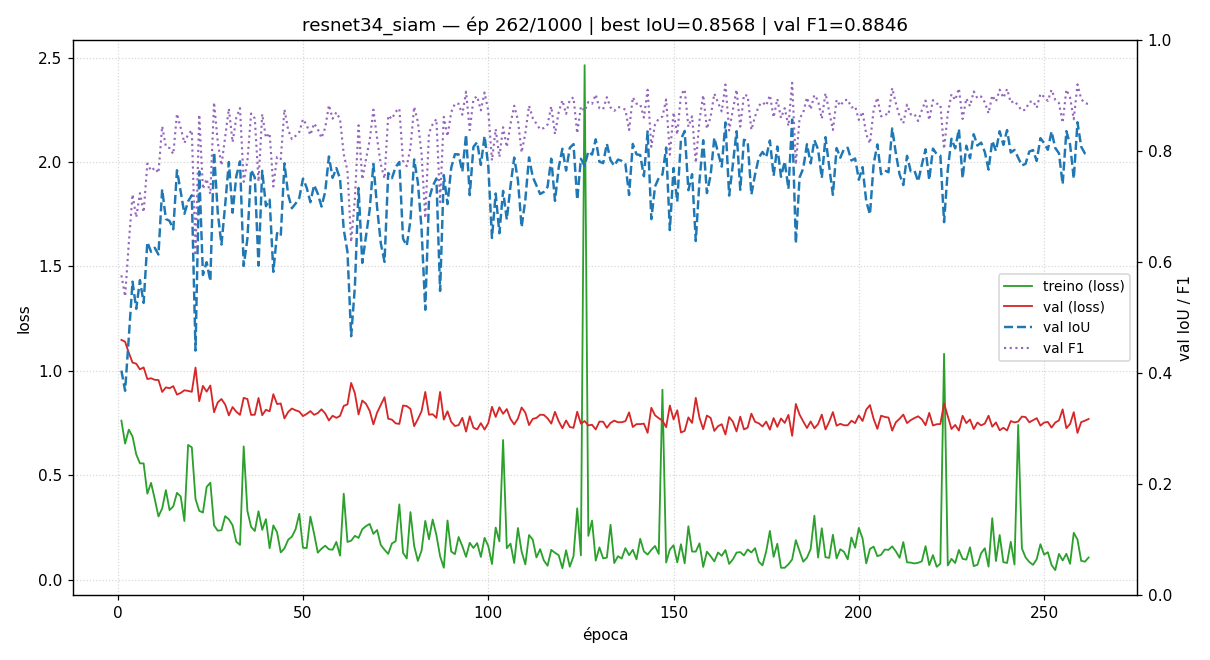 resnet34_siam — ép 262/1000 | best IoU=0.8568 | val F1=0.8846
2.5
2.0
1.5
1.0
0.5
0.0
loss
1.0
0.8
0.6
0.4
0.2
0.0
val IoU / F1
treino (loss)
val (loss)
val IoU
val F1
0
50
100
150
200
250
época